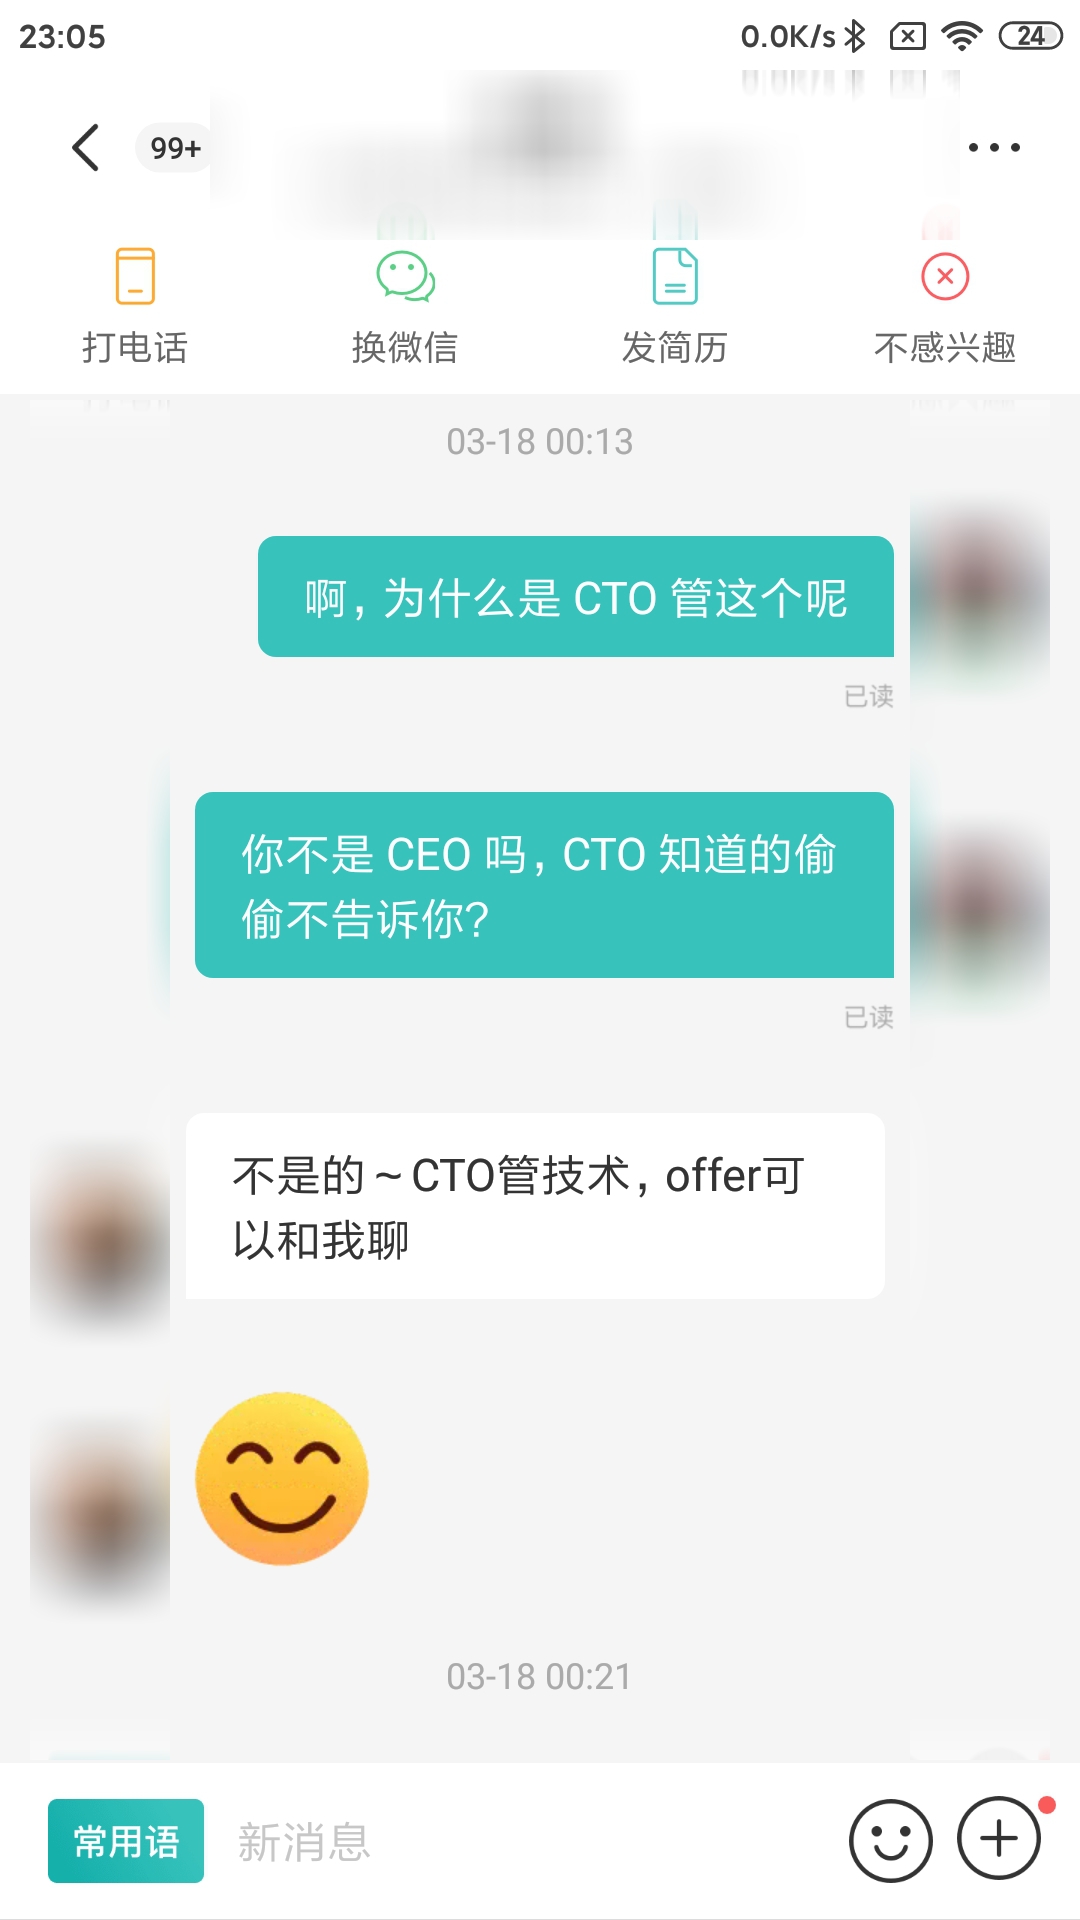 23:05 0.0K/s 24
99+
打电话 换微信 发简历 不感兴趣
03-18 00:13
啊，为什么是 CTO 管这个呢
已读
你不是 CEO 吗，CTO 知道的偷
偷不告诉你？
已读
不是的～CTO管技术，offer可
以和我聊
03-18 00:21
常用语 新消息